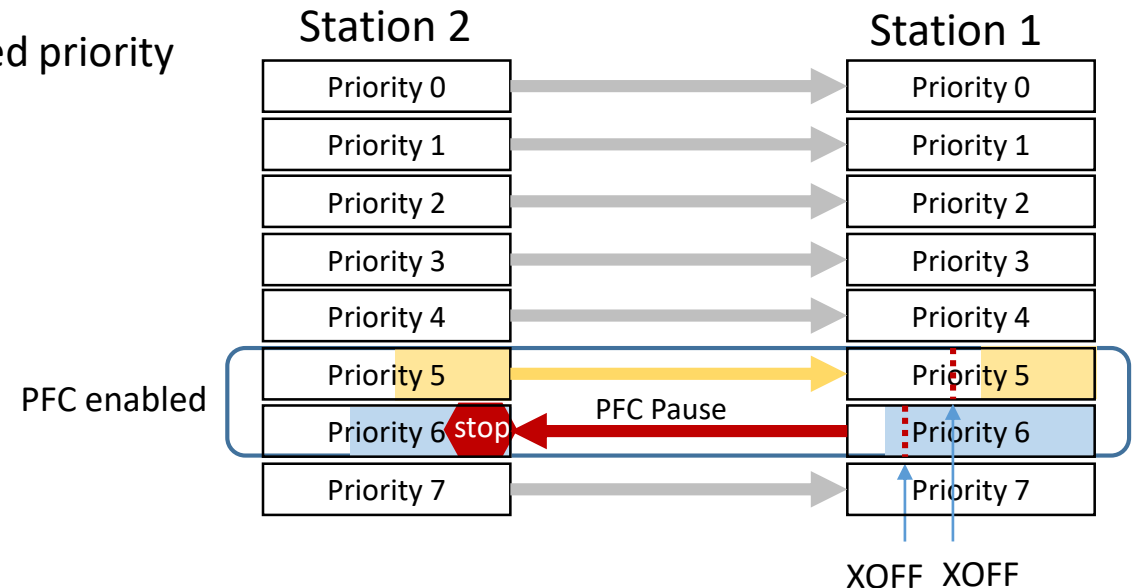 ed priority
Station 2
Station 1
Priority 0
Priority 0
Priority 1
Priority 1
Priority 2
Priority 2
Priority 3
Priority 3
Priority 4
Priority 4
PFC enabled
Priority 5
Priority 5
Priority 6
stop
PFC Pause
Priority 6
Priority 7
Priority 7
XOFF
XOFF